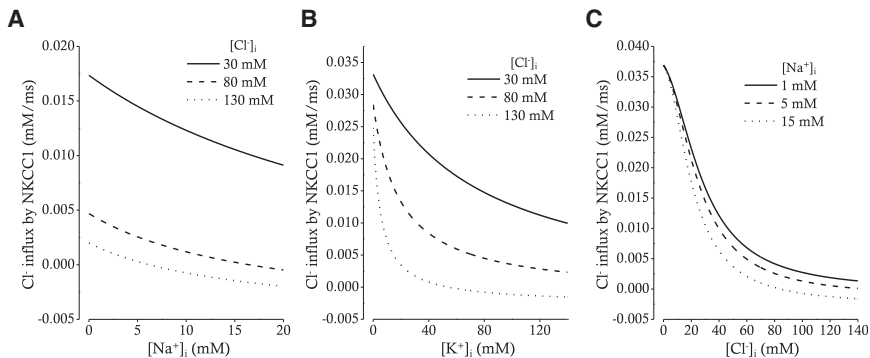 A
[Cl⁻]ᵢ
30 mM
80 mM
130 mM
0.020
0.015
0.010
0.005
0.000
-0.005
0
5
10
15
20
Cl⁻ influx by NKCC1 (mM/ms)
[Na⁺]ᵢ (mM)
B
[Cl⁻]ᵢ
30 mM
80 mM
130 mM
0.035
0.030
0.025
0.020
0.015
0.010
0.005
0.000
-0.005
0
40
80
120
Cl⁻ influx by NKCC1 (mM/ms)
[K⁺]ᵢ (mM)
C
[Na⁺]ᵢ
1 mM
5 mM
15 mM
0.040
0.035
0.030
0.025
0.020
0.015
0.010
0.005
0.000
-0.005
0
20
40
60
80
100
120
140
Cl⁻ influx by NKCC1 (mM/ms)
[Cl⁻]ᵢ (mM)